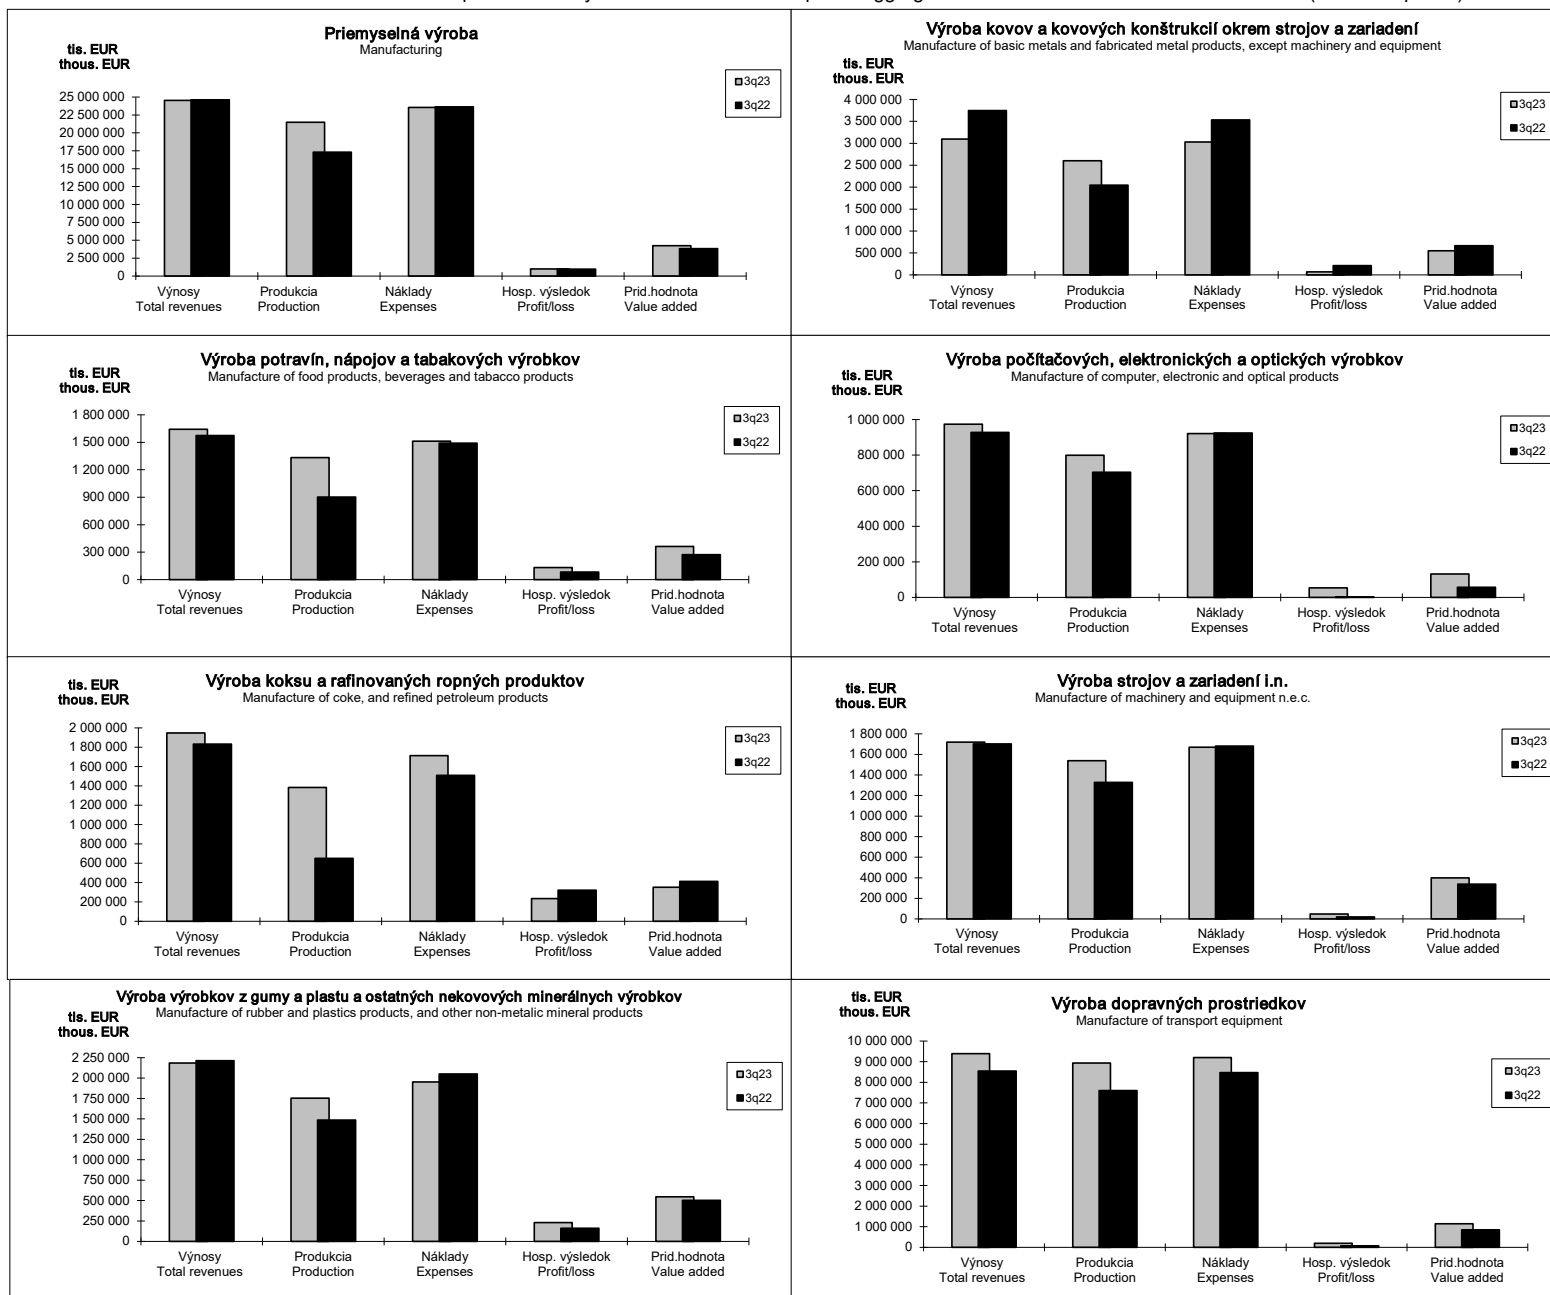 Priemyselná výroba
Manufacturing
tis. EUR
thous. EUR
3q23
3q22
25 000 000
22 500 000
20 000 000
17 500 000
15 000 000
12 500 000
10 000 000
7 500 000
5 000 000
2 500 000
0
Výnosy Produkcia Náklady Hosp. výsledok Prid.hodnota
Total revenues Production Expenses Profit/loss Value added
Výroba kovov a kovových konštrukcií okrem strojov a zariadení
Manufacture of basic metals and fabricated metal products, except machinery and equipment
tis. EUR
thous. EUR
3q23
3q22
4 000 000
3 500 000
3 000 000
2 500 000
2 000 000
1 500 000
1 000 000
500 000
0
Výnosy Produkcia Náklady Hosp. výsledok Prid.hodnota
Total revenues Production Expenses Profit/loss Value added
Výroba potravín, nápojov a tabakových výrobkov
Manufacture of food products, beverages and tabacco products
tis. EUR
thous. EUR
3q23
3q22
1 800 000
1 500 000
1 200 000
900 000
600 000
300 000
0
Výnosy Produkcia Náklady Hosp. výsledok Prid.hodnota
Total revenues Production Expenses Profit/loss Value added
Výroba počítačových, elektronických a optických výrobkov
Manufacture of computer, electronic and optical products
tis. EUR
thous. EUR
3q23
3q22
1 000 000
800 000
600 000
400 000
200 000
0
Výnosy Produkcia Náklady Hosp. výsledok Prid.hodnota
Total revenues Production Expenses Profit/loss Value added
Výroba koksu a rafinovaných ropných produktov
Manufacture of coke, and refined petroleum products
tis. EUR
thous. EUR
3q23
3q22
2 000 000
1 800 000
1 600 000
1 400 000
1 200 000
1 000 000
800 000
600 000
400 000
200 000
0
Výnosy Produkcia Náklady Hosp. výsledok Prid.hodnota
Total revenues Production Expenses Profit/loss Value added
Výroba strojov a zariadení i.n.
Manufacture of machinery and equipment n.e.c.
tis. EUR
thous. EUR
3q23
3q22
1 800 000
1 600 000
1 400 000
1 200 000
1 000 000
800 000
600 000
400 000
200 000
0
Výnosy Produkcia Náklady Hosp. výsledok Prid.hodnota
Total revenues Production Expenses Profit/loss Value added
Výroba výrobkov z gumy a plastu a ostatných nekovových minerálnych výrobkov
Manufacture of rubber and plastics products, and other non-metalic mineral products
tis. EUR
thous. EUR
3q23
3q22
2 250 000
2 000 000
1 750 000
1 500 000
1 250 000
1 000 000
750 000
500 000
250 000
0
Výnosy Produkcia Náklady Hosp. výsledok Prid.hodnota
Total revenues Production Expenses Profit/loss Value added
Výroba dopravných prostriedkov
Manufacture of transport equipment
tis. EUR
thous. EUR
3q23
3q22
10 000 000
9 000 000
8 000 000
7 000 000
6 000 000
5 000 000
4 000 000
3 000 000
2 000 000
1 000 000
0
Výnosy Produkcia Náklady Hosp. výsledok Prid.hodnota
Total revenues Production Expenses Profit/loss Value added